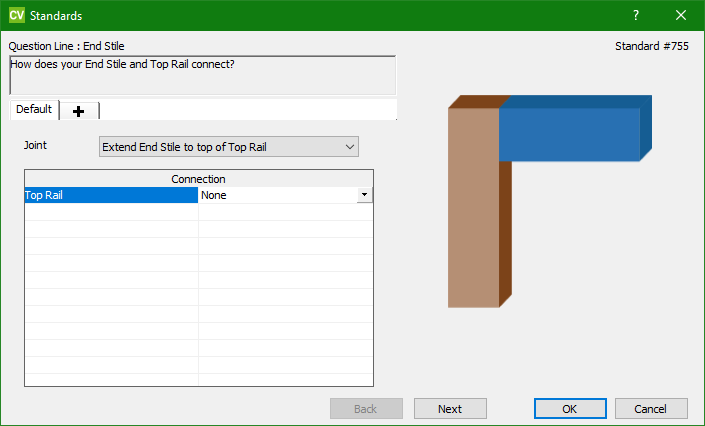 CV Standards ?
Question Line : End Stile
Standard #755
How does your End Stile and Top Rail connect?
Default
Joint
Extend End Stile to top of Top Rail
Connection
Top Rail None
Back Next OK Cancel